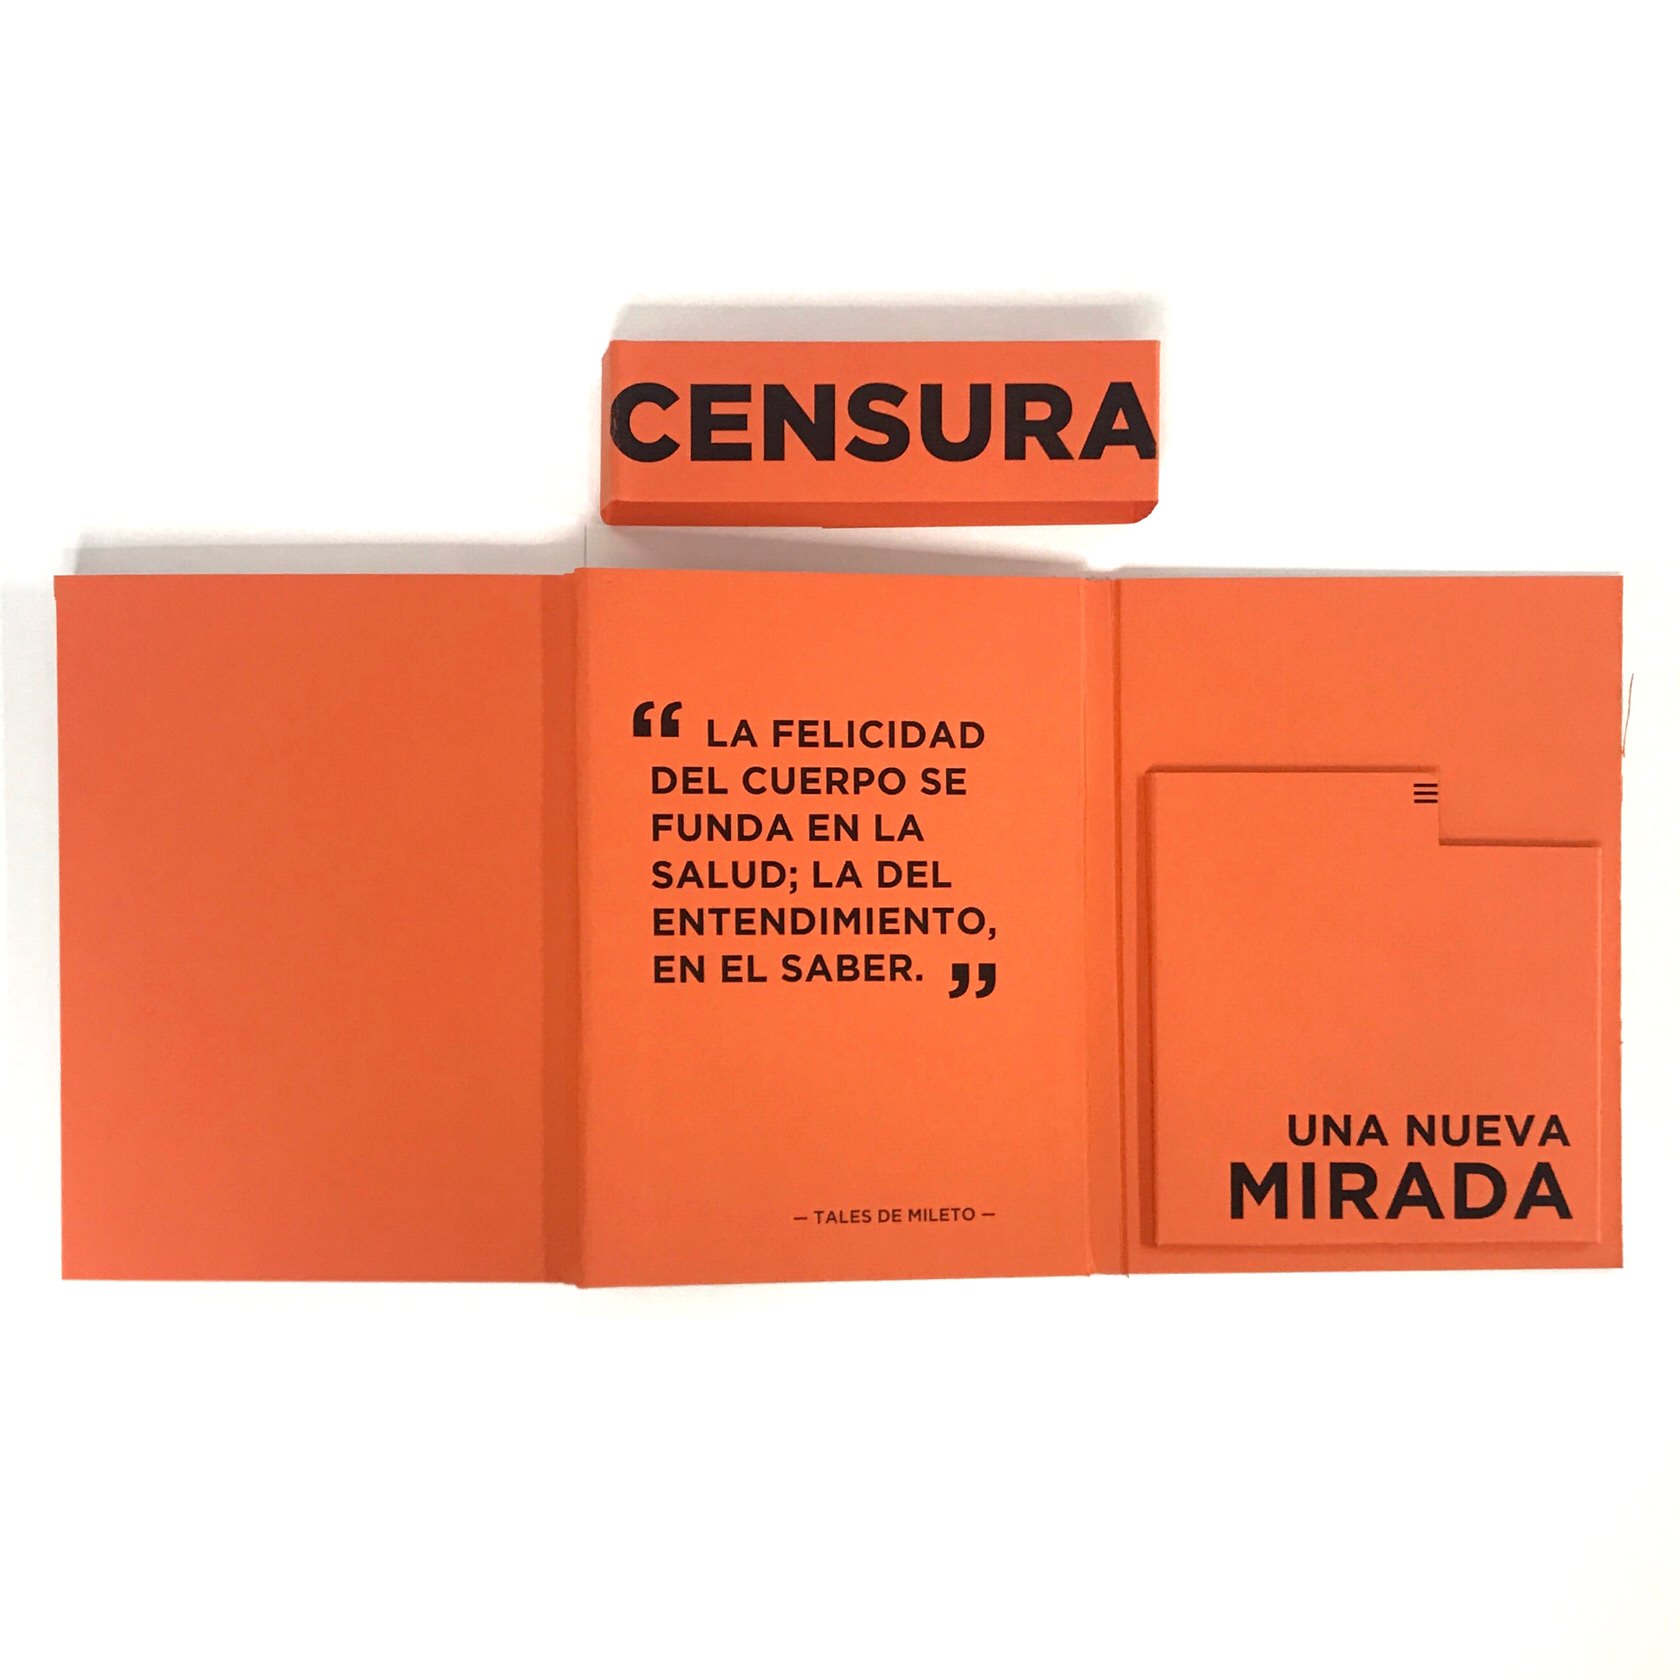 CENSURA
“ LA FELICIDAD
DEL CUERPO SE
FUNDA EN LA
SALUD; LA DEL
ENTENDIMIENTO,
EN EL SABER. ”
— TALES DE MILETO —
UNA NUEVA
MIRADA